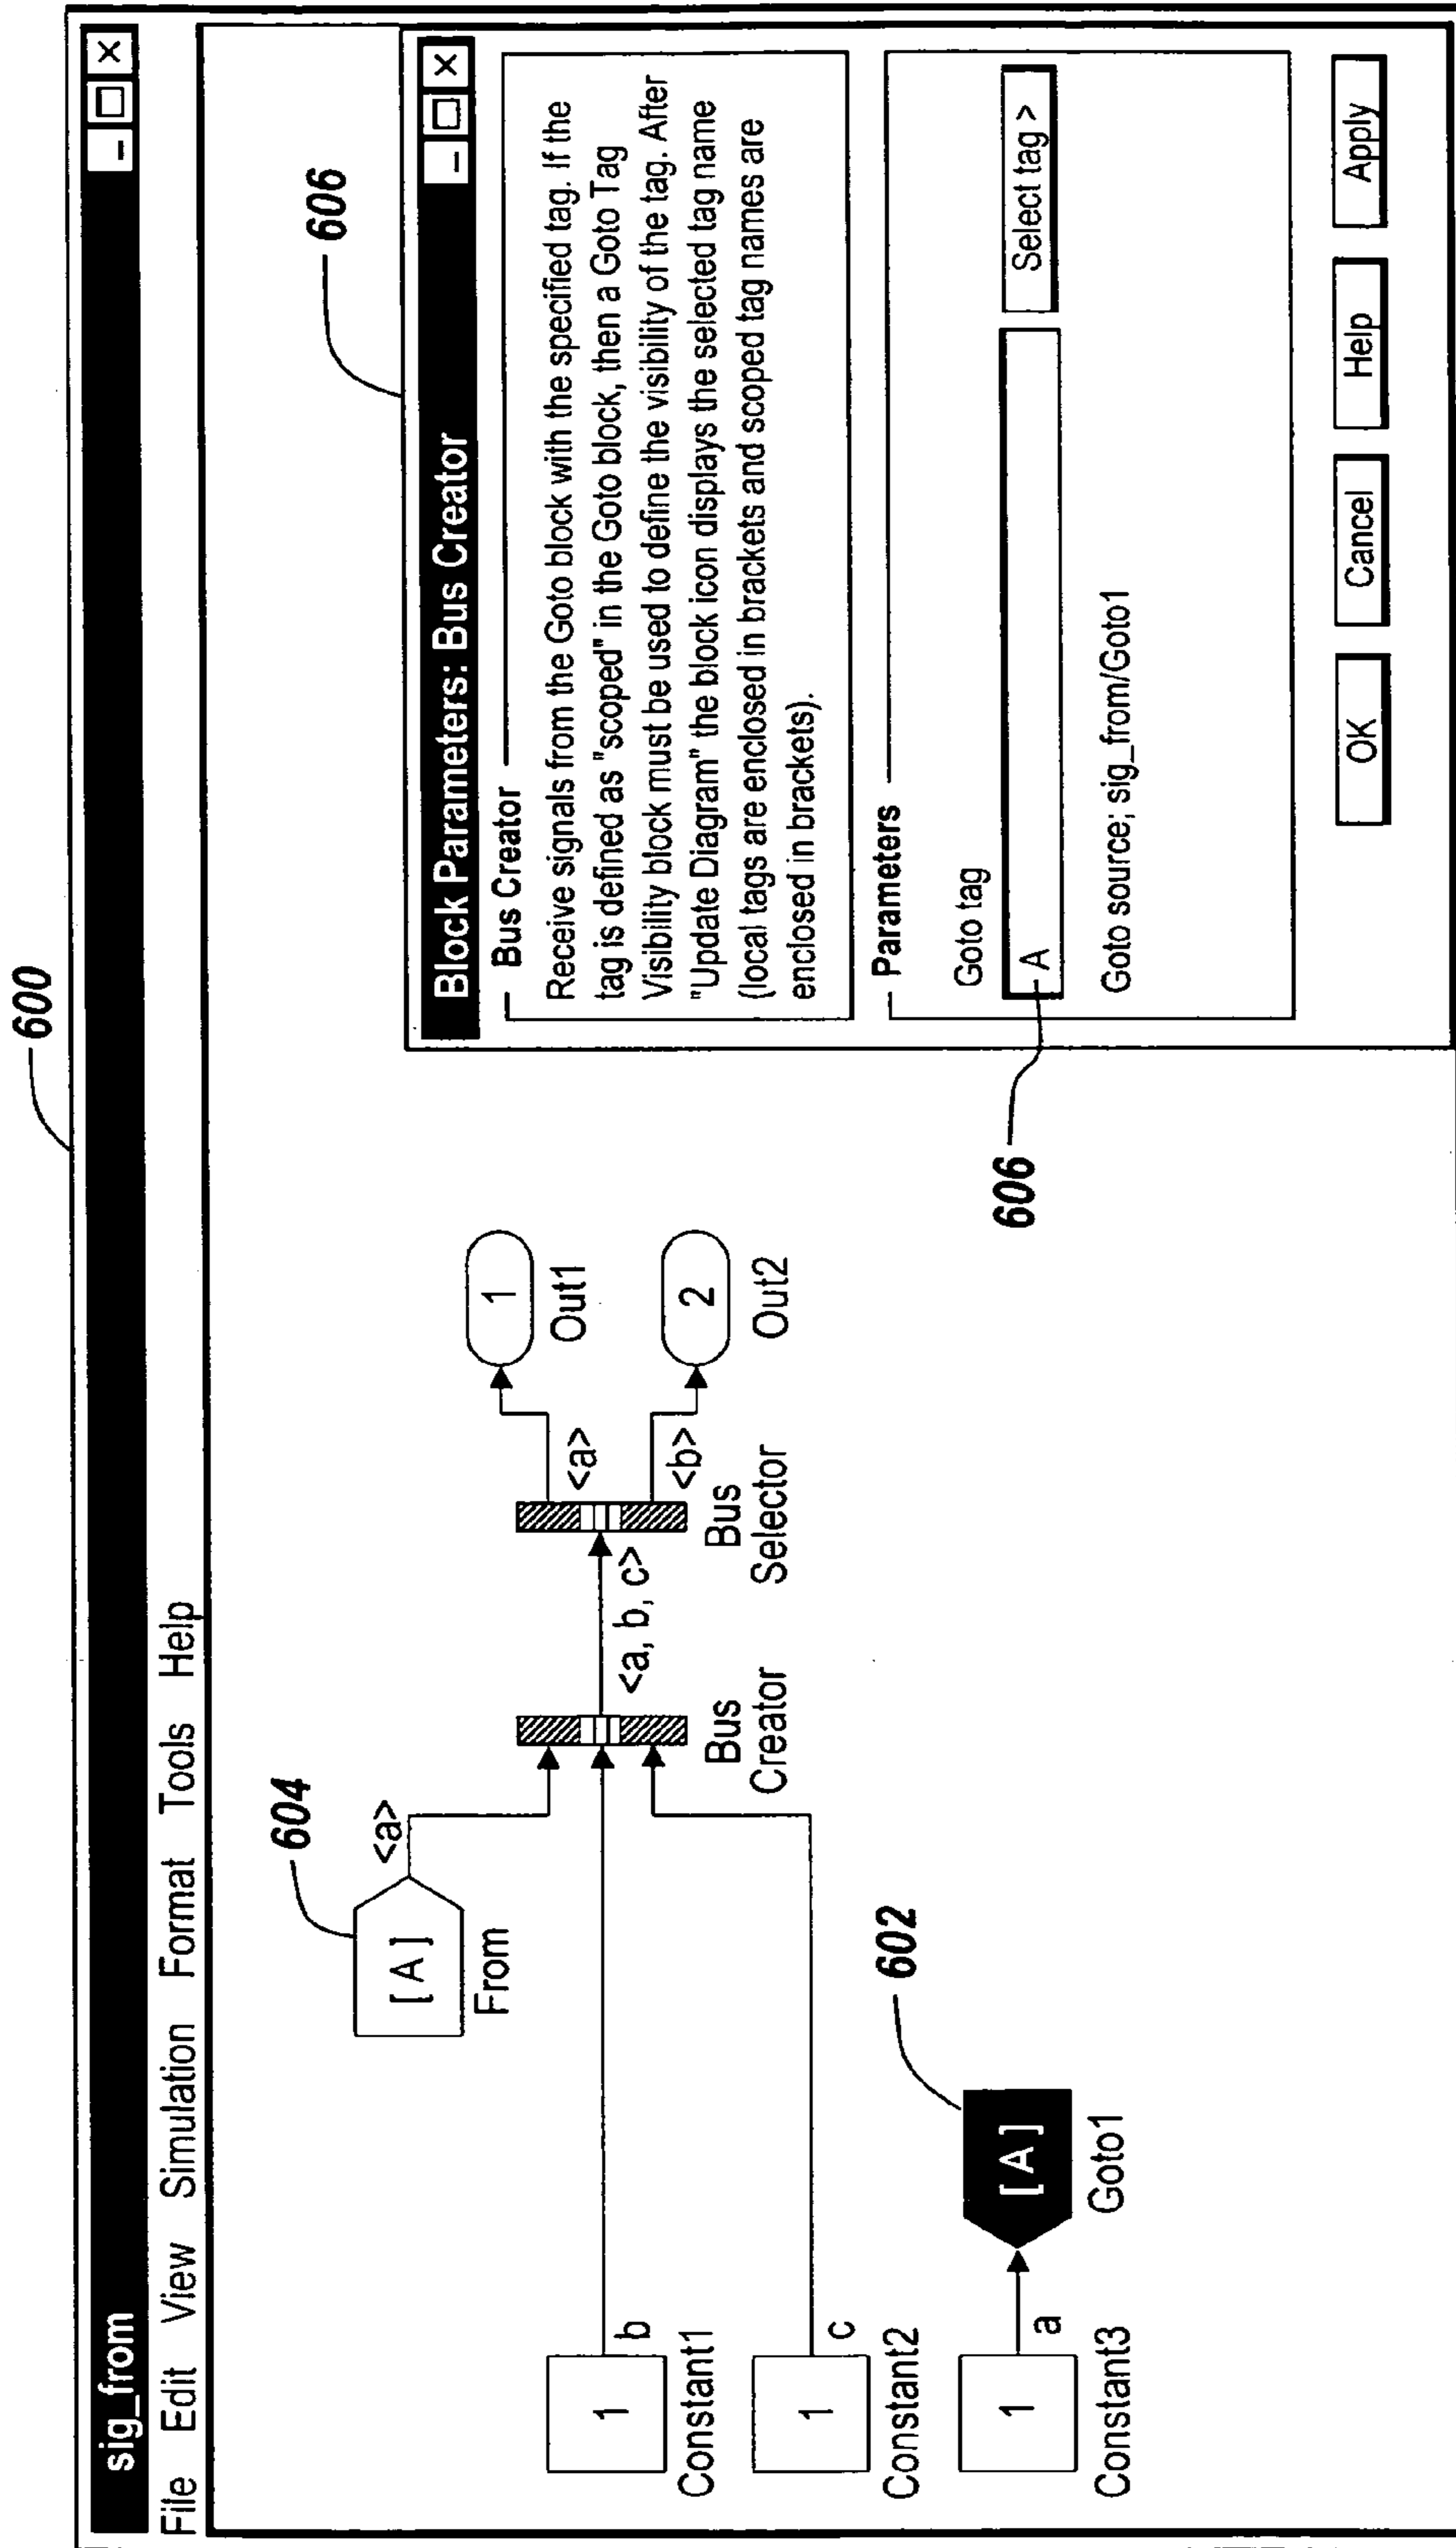 600
sig_from
File Edit View Simulation Format Tools Help
604
[ A ]
From
<a>
1
b
Constant1
1
c
Constant2
1
a
Constant3
602
[ A ]
Goto1
Bus
Creator
<a, b, c>
Bus
Selector
<a>
<b>
1
Out1
2
Out2
606
Block Parameters: Bus Creator
Bus Creator
Receive signals from the Goto block with the specified tag. If the
tag is defined as "scoped" in the Goto block, then a Goto Tag
Visibility block must be used to define the visibility of the tag. After
"Update Diagram" the block icon displays the selected tag name
(local tags are enclosed in brackets and scoped tag names are
enclosed in brackets).
Parameters
Goto tag
A
Select tag >
606
Goto source; sig_from/Goto1
OK
Cancel
Help
Apply